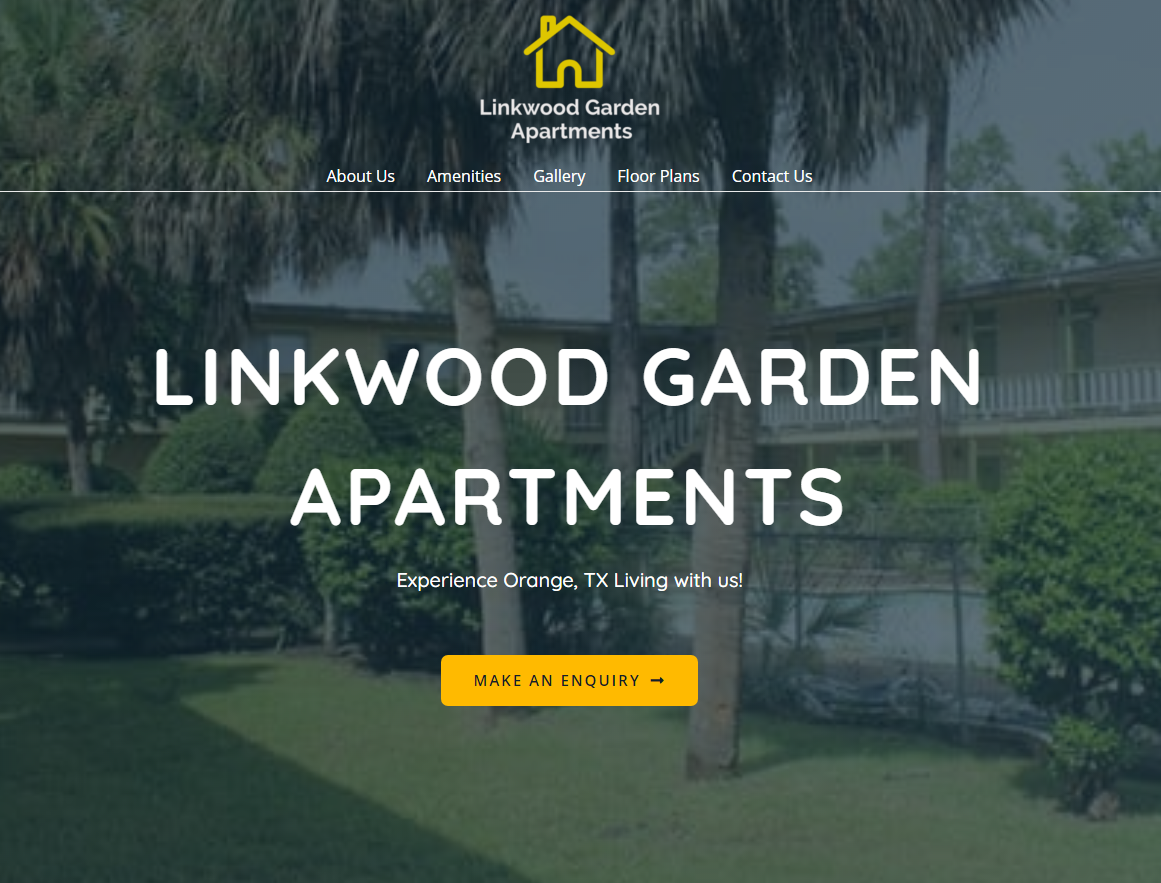 Linkwood Garden
Apartments
About Us Amenities Gallery Floor Plans Contact Us
LINKWOOD GARDEN
APARTMENTS
Experience Orange, TX Living with us!
MAKE AN ENQUIRY →